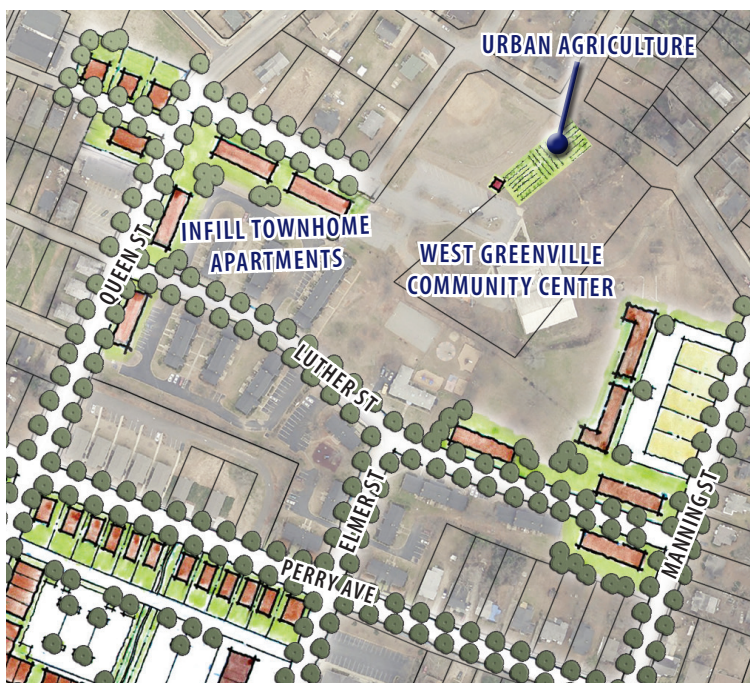 URBAN AGRICULTURE
INFILL TOWNHOME
APARTMENTS
WEST GREENVILLE
COMMUNITY CENTER
QUEEN ST
LUTHER ST
ELMER ST
MANNING ST
PERRY AVE